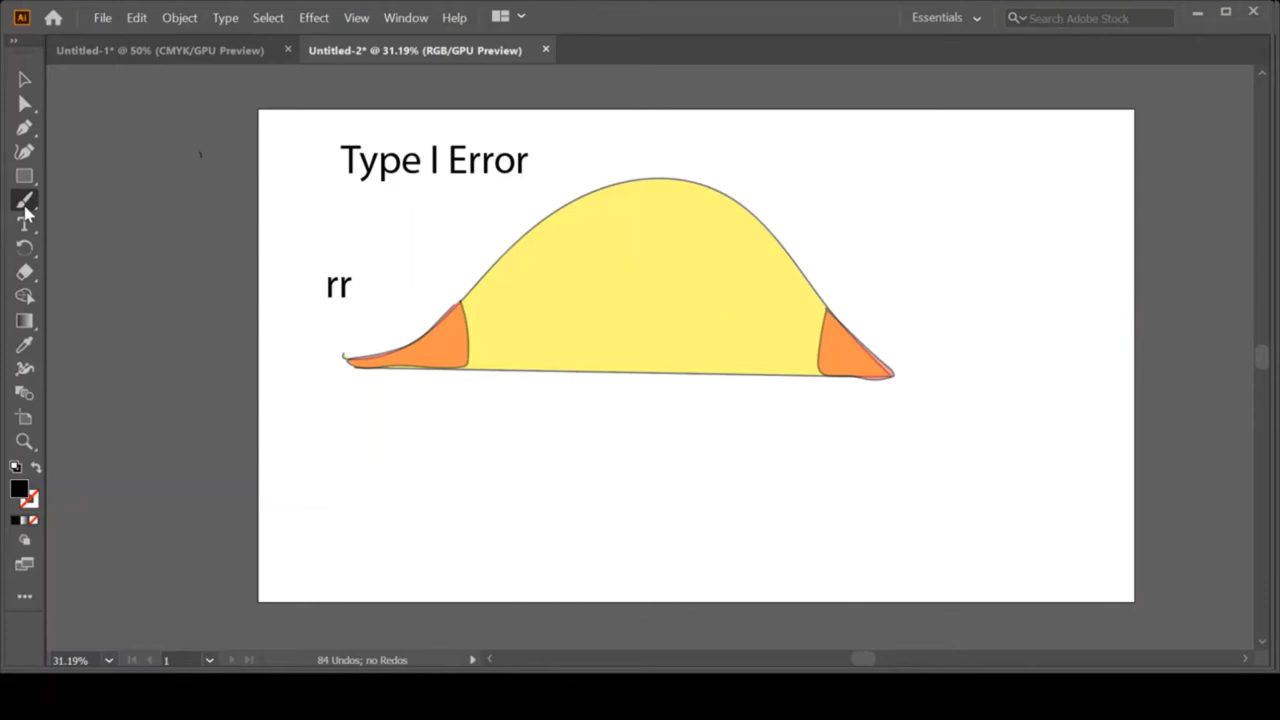 Ai File Edit Object Type Select Effect View Window Help Essentials Search Adobe Stock
Untitled-1* @ 50% (CMYK/GPU Preview) × Untitled-2* @ 31.19% (RGB/GPU Preview) ×
Type I Error
rr
31.19% 1 84 Undos; no Redos